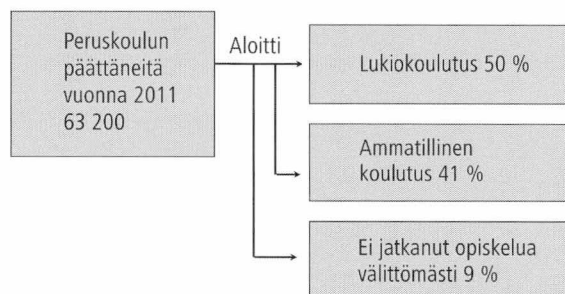 Peruskoulun
päättäneitä
vuonna 2011
63 200
Aloitti
Lukiokoulutus 50 %
Ammatillinen
koulutus 41 %
Ei jatkanut opiskelua
välittömästi 9 %